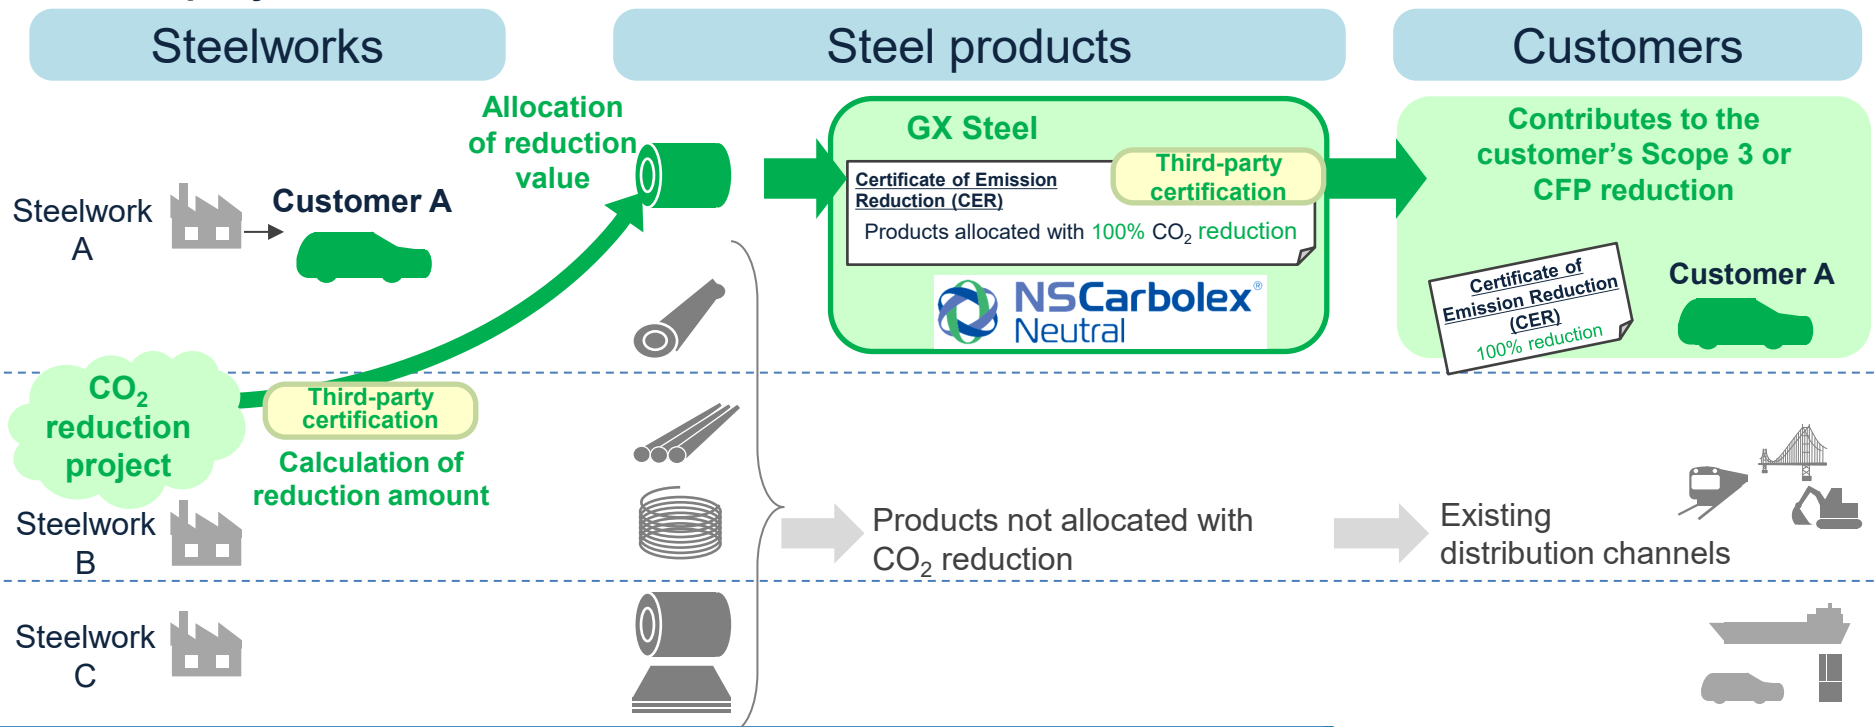 Steelworks
Steel products
Customers
Allocation
of reduction
value
Steelwork
A
Customer A
GX Steel
Third-party
certification
Certificate of Emission
Reduction (CER)
Products allocated with 100% CO₂ reduction
NSCarbolex®
Neutral
Contributes to the
customer’s Scope 3 or
CFP reduction
Certificate of
Emission Reduction
(CER)
100% reduction
Customer A
CO₂
reduction
project
Third-party
certification
Calculation of
reduction amount
Steelwork
B
Products not allocated with
CO₂ reduction
Existing
distribution channels
Steelwork
C